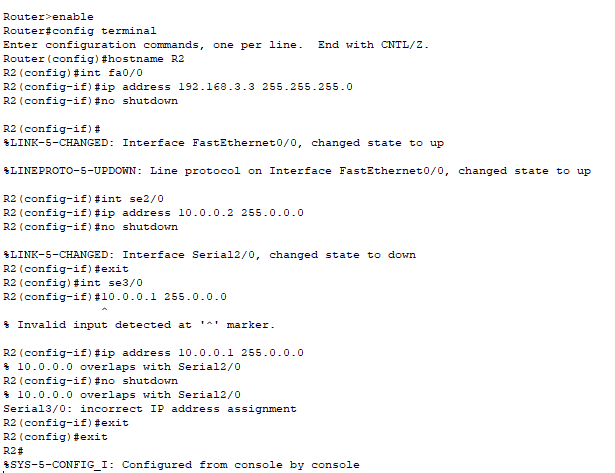 Router>enable
Router#config terminal
Enter configuration commands, one per line.  End with CNTL/Z.
Router(config)#hostname R2
R2(config)#int fa0/0
R2(config-if)#ip address 192.168.3.3 255.255.255.0
R2(config-if)#no shutdown
R2(config-if)#
%LINK-5-CHANGED: Interface FastEthernet0/0, changed state to up
%LINEPROTO-5-UPDOWN: Line protocol on Interface FastEthernet0/0, changed state to up
R2(config-if)#int se2/0
R2(config-if)#ip address 10.0.0.2 255.0.0.0
R2(config-if)#no shutdown
%LINK-5-CHANGED: Interface Serial2/0, changed state to down
R2(config-if)#exit
R2(config)#int se3/0
R2(config-if)#10.0.0.1 255.0.0.0
^
% Invalid input detected at '^' marker.
R2(config-if)#ip address 10.0.0.1 255.0.0.0
% 10.0.0.0 overlaps with Serial2/0
R2(config-if)#no shutdown
% 10.0.0.0 overlaps with Serial2/0
Serial3/0: incorrect IP address assignment
R2(config-if)#exit
R2(config)#exit
R2#
%SYS-5-CONFIG_I: Configured from console by console